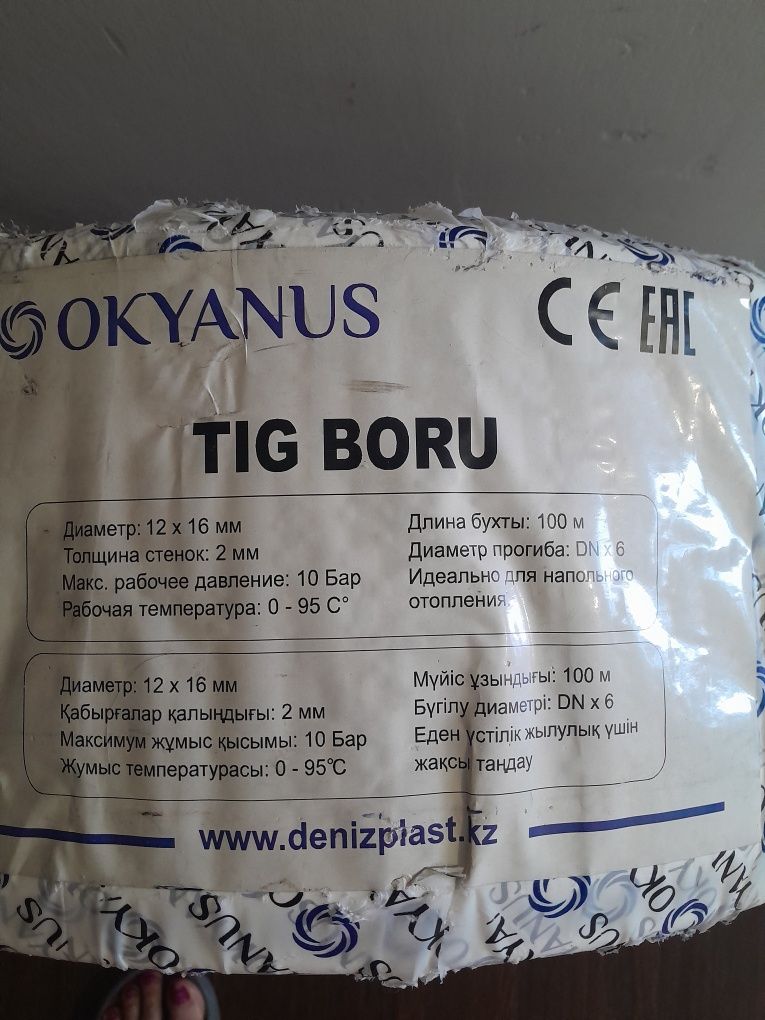 OKYANUS
CE EAC
TIG BORU
Диаметр: 12 x 16 мм
Толщина стенок: 2 мм
Макс. рабочее давление: 10 Бар
Рабочая температура: 0 - 95 C°
Длина бухты: 100 м
Диаметр прогиба: DN x 6
Идеально для напольного
отопления.
Диаметр: 12 x 16 мм
Қабырғалар қалыңдығы: 2 мм
Максимум жұмыс қысымы: 10 Бар
Жумыс температурасы: 0 - 95°C
Мүйіс ұзындығы: 100 м
Бүгілу диаметрі: DN x 6
Еден үстілік жылулық үшін
жақсы таңдау
www.denizplast.kz
OKYANUS